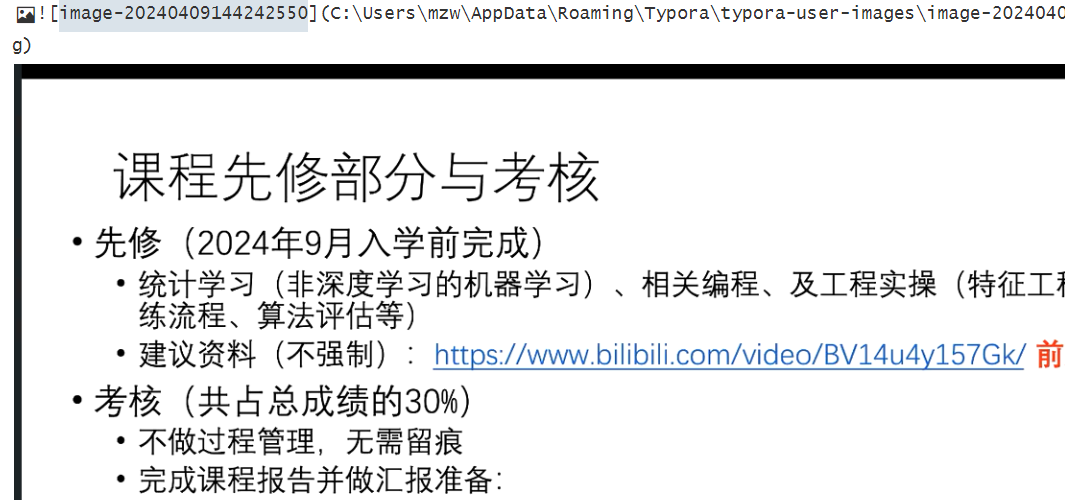 ![image-20240409144242550](C:\Users\mzw\AppData\Roaming\Typora\typora-user-images\image-2024040
g)
课程先修部分与考核
• 先修（2024年9月入学前完成）
• 统计学习（非深度学习的机器学习）、相关编程、及工程实操（特征工程
练流程、算法评估等）
• 建议资料（不强制）：https://www.bilibili.com/video/BV14u4y157Gk/ 前
• 考核（共占总成绩的30%）
• 不做过程管理，无需留痕
• 完成课程报告并做汇报准备：